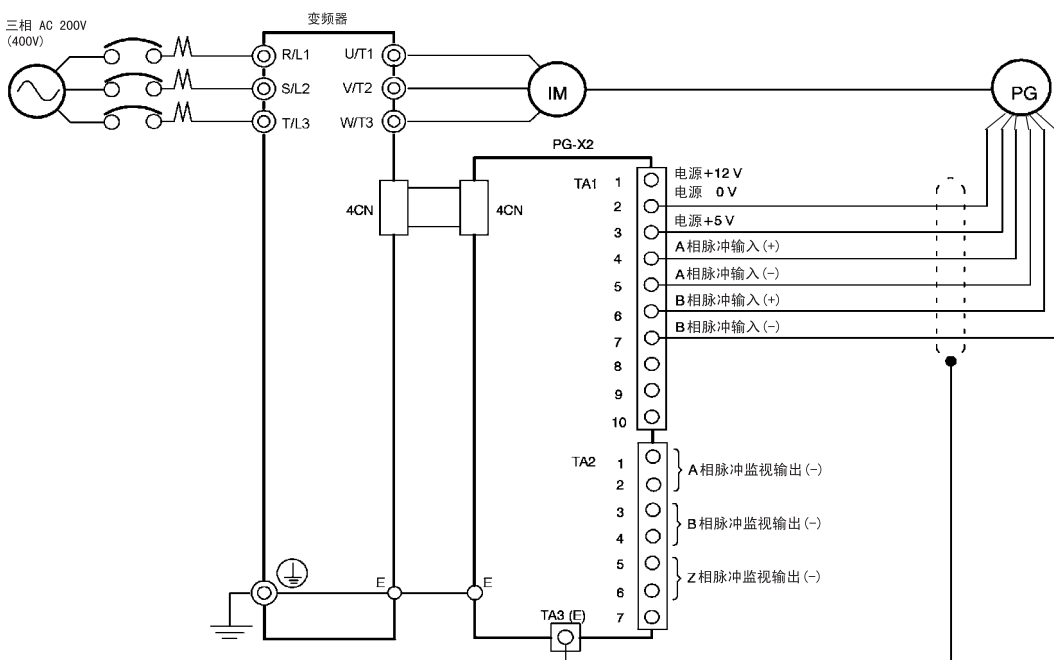 三相 AC 200V
(400V)
变频器
R/L1
U/T1
S/L2
V/T2
T/L3
W/T3
IM
PG
PG-X2
4CN
4CN
TA1
1
电源+12 V
2
电源 0 V
3
电源+5 V
4
A相脉冲输入(+)
5
A相脉冲输入(-)
6
B相脉冲输入(+)
7
B相脉冲输入(-)
8
9
10
TA2
1
2
A相脉冲监视输出(-)
3
4
B相脉冲监视输出(-)
5
6
Z相脉冲监视输出(-)
7
E
E
TA3 (E)